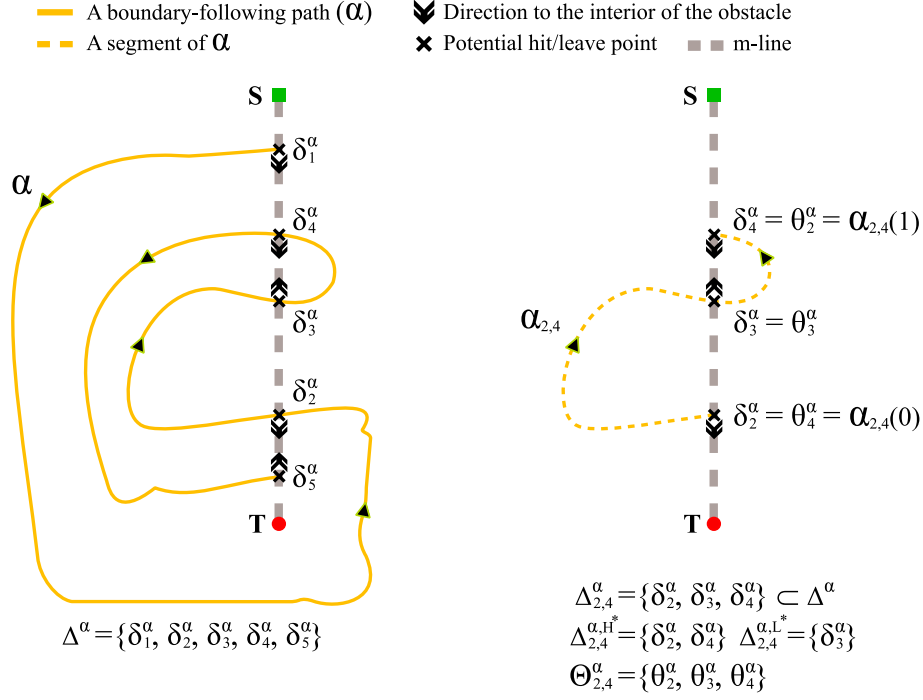 A boundary-following path (α)
A segment of α
Direction to the interior of the obstacle
Potential hit/leave point
m-line
S
δ₁^α
α
δ₄^α
δ₃^α
δ₂^α
δ₅^α
T
Δ^α={δ₁^α, δ₂^α, δ₃^α, δ₄^α, δ₅^α}
S
δ₄^α = θ₂^α = α₂,₄(1)
α₂,₄
δ₃^α = θ₃^α
δ₂^α = θ₄^α = α₂,₄(0)
T
Δ₂,₄^α={δ₂^α, δ₃^α, δ₄^α} ⊂ Δ^α
Δ₂,₄^α,H*={δ₂^α, δ₄^α} Δ₂,₄^α,L*={δ₃^α}
Θ₂,₄^α={θ₂^α, θ₃^α, θ₄^α}